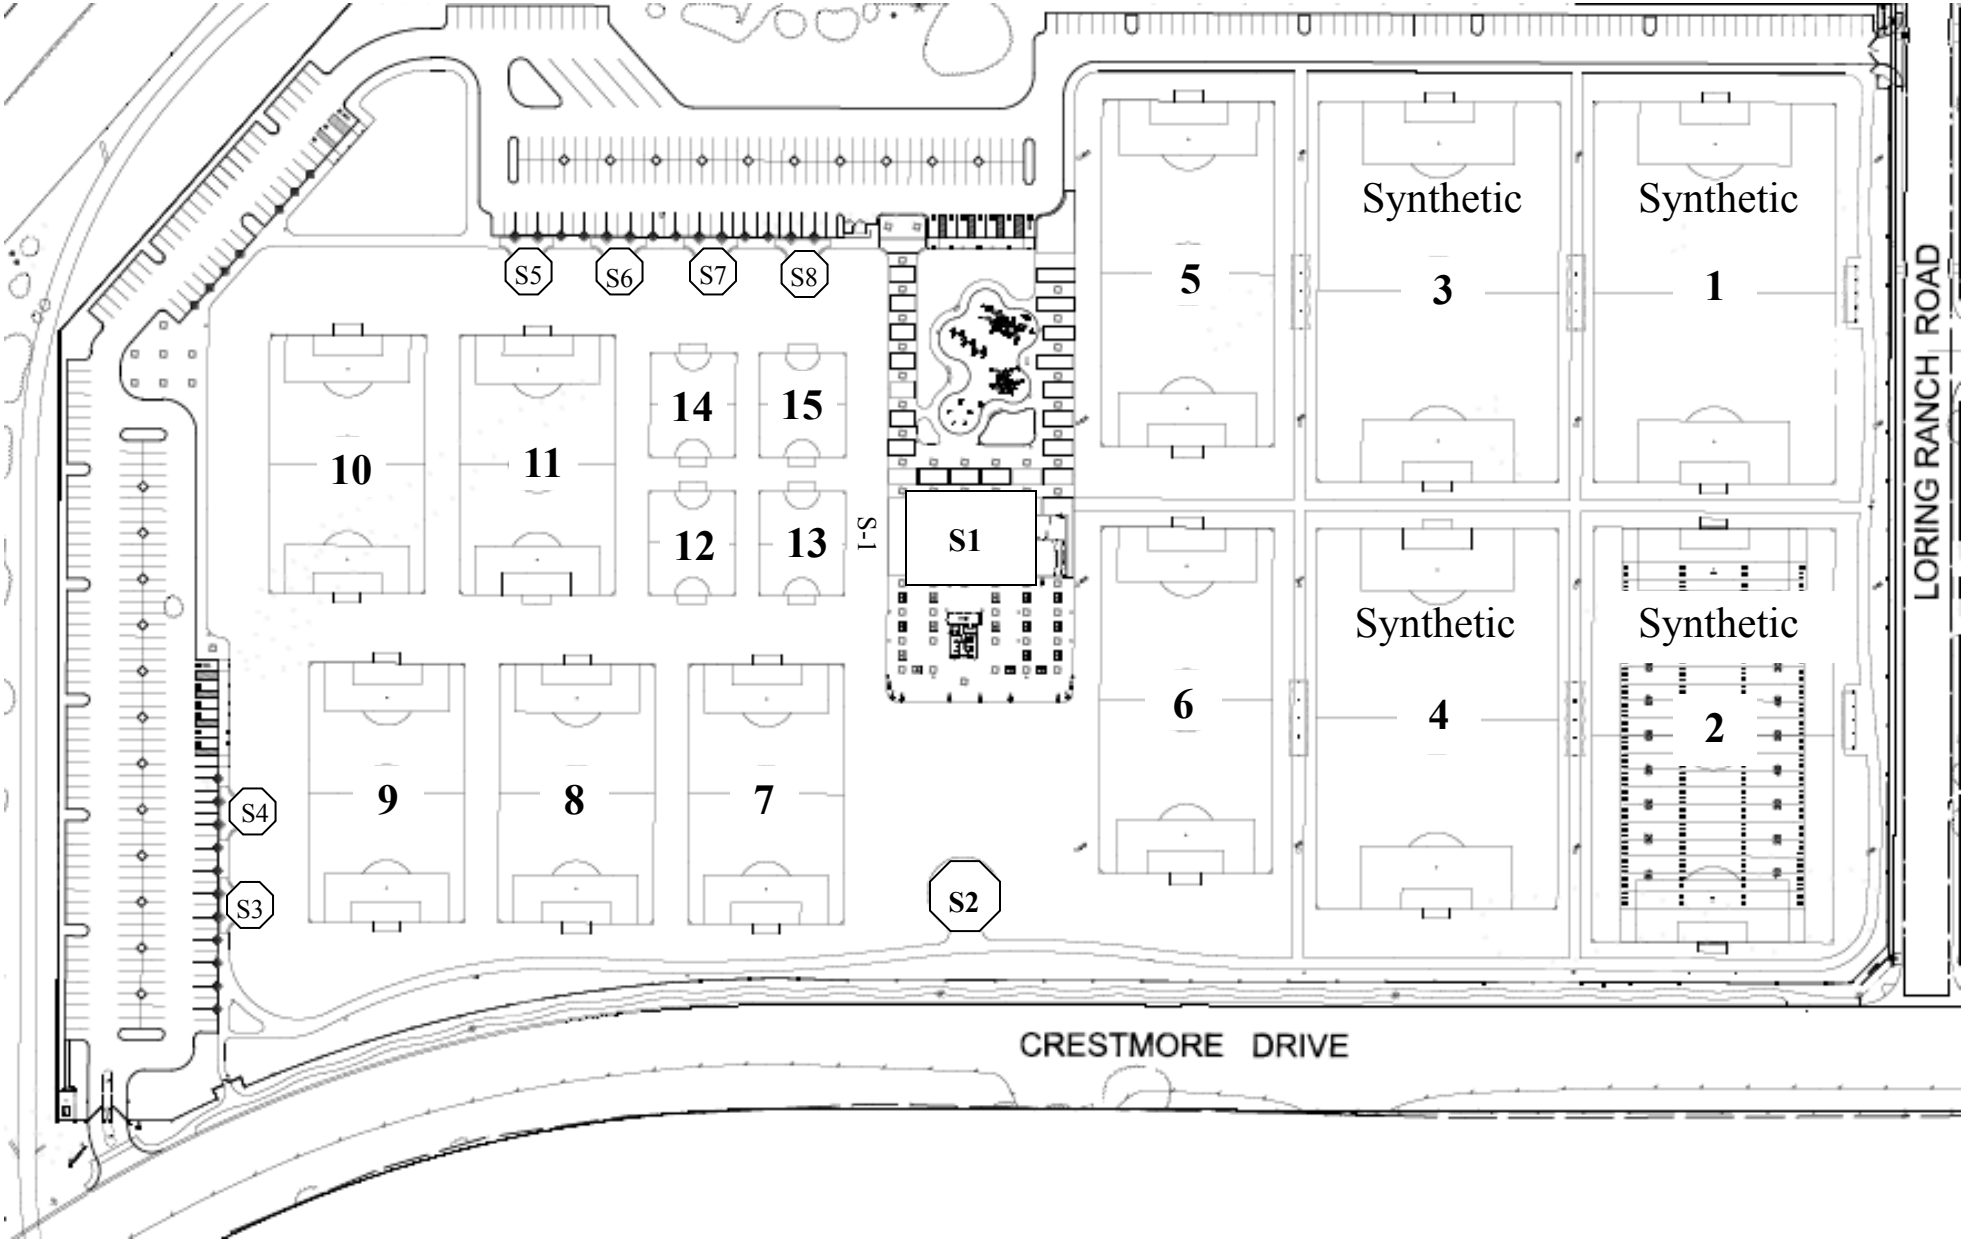 Synthetic
Synthetic
5
3
1
S5
S6
S7
S8
14
15
10
11
12
13
S-1
S1
Synthetic
Synthetic
6
4
2
9
8
7
S4
S3
S2
LORING RANCH ROAD
CRESTMORE DRIVE